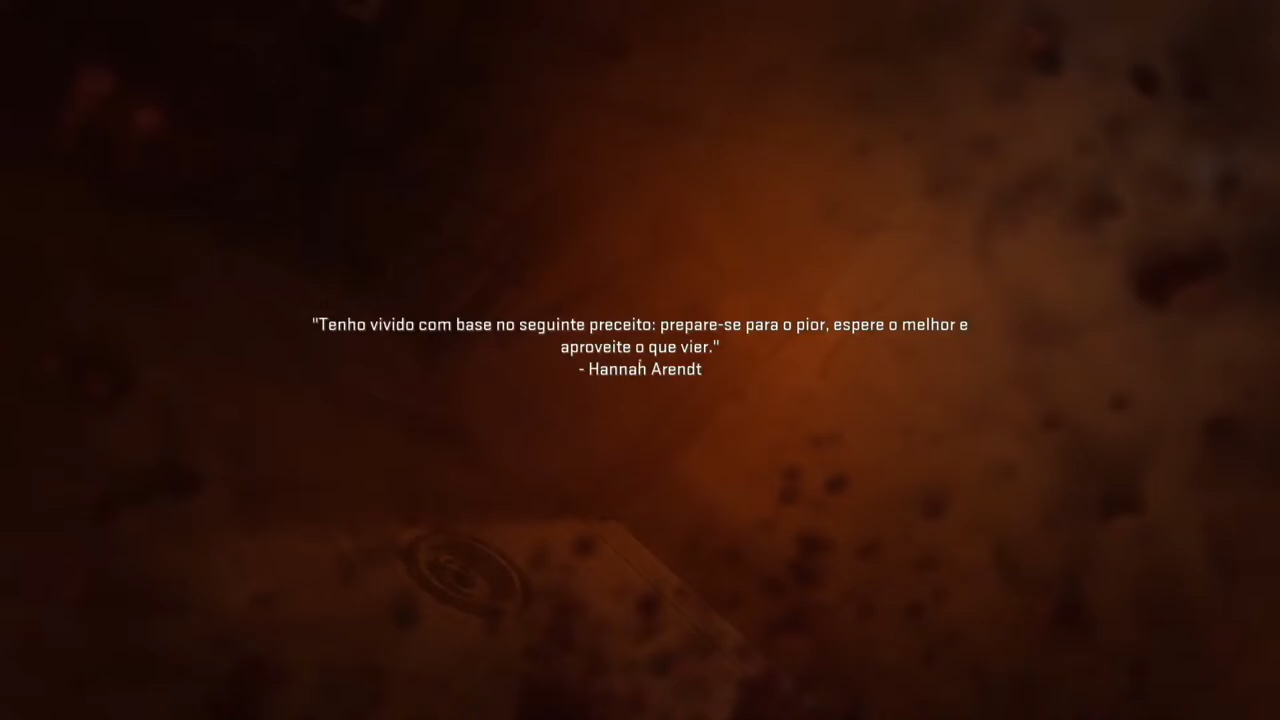 "Tenho vivido com base no seguinte preceito: prepare-se para o pior, espere o melhor e
aproveite o que vier."
- Hannah Arendt